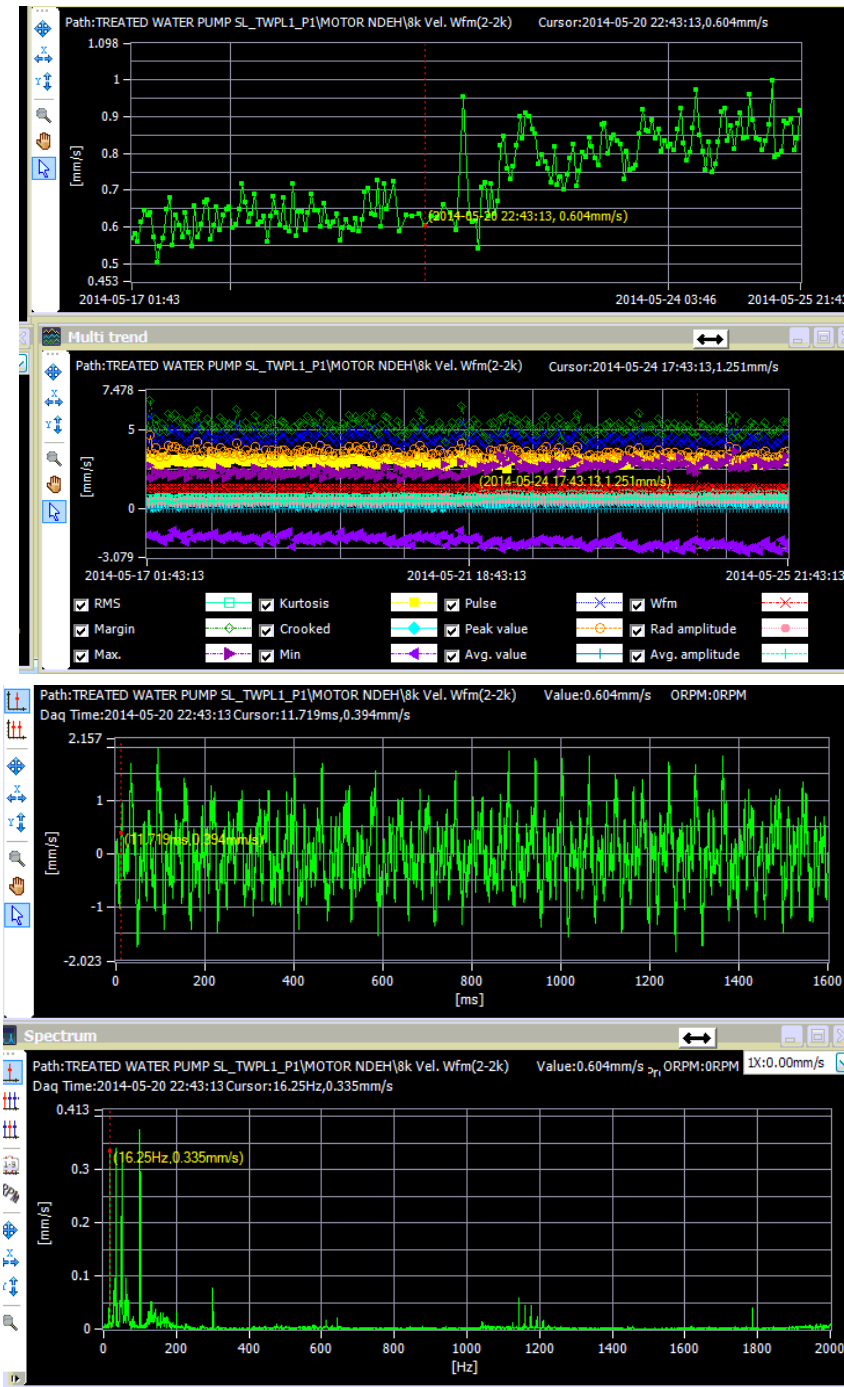 Path:TREATED WATER PUMP SL_TWPL1_P1\MOTOR NDEH\8k Vel. Wfm(2-2k) Cursor:2014-05-20 22:43:13,0.604mm/s
1.098
1
0.9
0.8
0.7
0.6
0.5
0.453
[mm/s]
(2014-05-20 22:43:13, 0.604mm/s)
2014-05-17 01:43 2014-05-24 03:46 2014-05-25 21:43
Multi trend
Path:TREATED WATER PUMP SL_TWPL1_P1\MOTOR NDEH\8k Vel. Wfm(2-2k) Cursor:2014-05-24 17:43:13,1.251mm/s
7.478
5
0
-3.079
[mm/s]
(2014-05-24 17:43:13,1.251mm/s)
2014-05-17 01:43:13 2014-05-21 18:43:13 2014-05-25 21:43:13
RMS Kurtosis Pulse Wfm
Margin Crooked Peak value Rad amplitude
Max. Min Avg. value Avg. amplitude
Path:TREATED WATER PUMP SL_TWPL1_P1\MOTOR NDEH\8k Vel. Wfm(2-2k) Value:0.604mm/s ORPM:0RPM
Daq Time:2014-05-20 22:43:13 Cursor:11.719ms,0.394mm/s
2.157
1
0
-1
-2.023
[mm/s]
(11.719ms,0.394mm/s)
0 200 400 600 800 1000 1200 1400 1600
[ms]
Spectrum
Path:TREATED WATER PUMP SL_TWPL1_P1\MOTOR NDEH\8k Vel. Wfm(2-2k) Value:0.604mm/s ORPM:0RPM 1X:0.00mm/s
Daq Time:2014-05-20 22:43:13 Cursor:16.25Hz,0.335mm/s
0.413
0.3
0.2
0.1
0
[mm/s]
(16.25Hz,0.335mm/s)
0 200 400 600 800 1000 1200 1400 1600 1800 2000
[Hz]